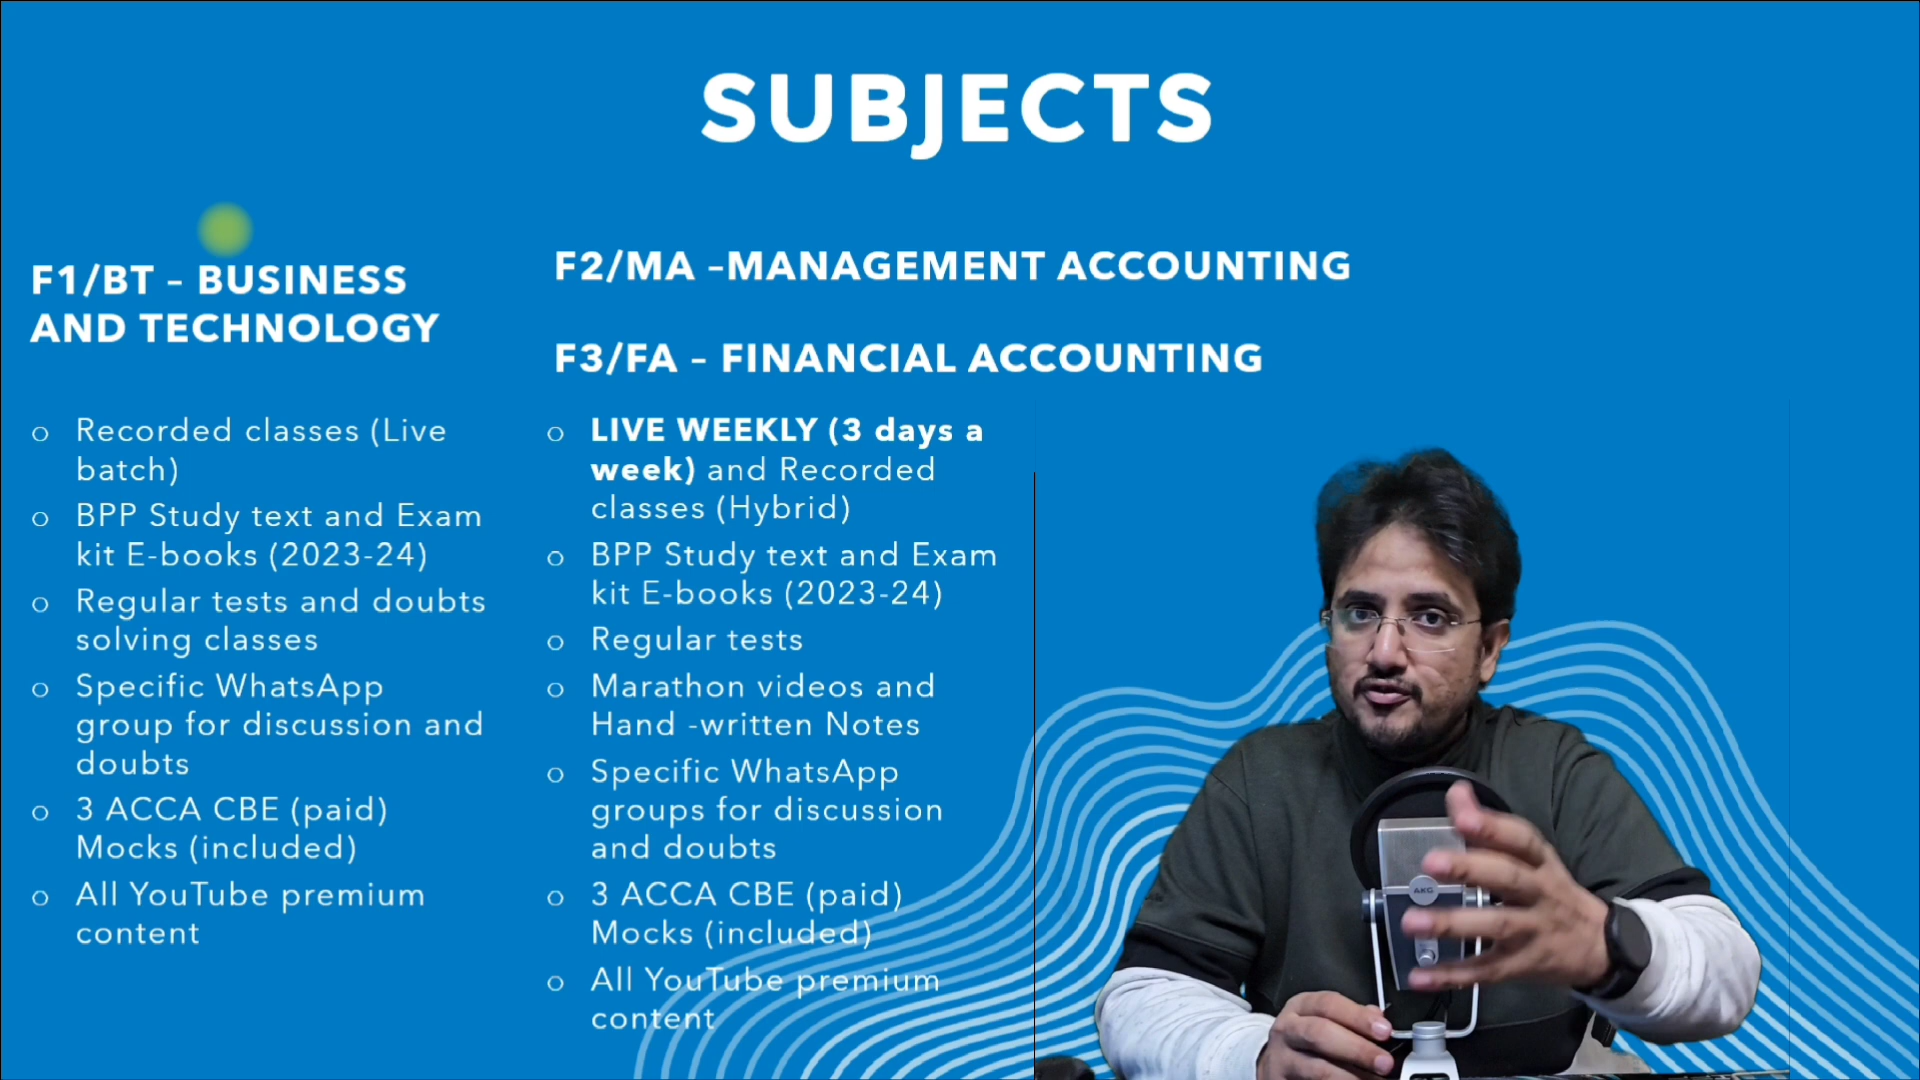 SUBJECTS
F1/BT – BUSINESS
AND TECHNOLOGY
o Recorded classes (Live
batch)
o BPP Study text and Exam
kit E-books (2023-24)
o Regular tests and doubts
solving classes
o Specific WhatsApp
group for discussion and
doubts
o 3 ACCA CBE (paid)
Mocks (included)
o All YouTube premium
content
F2/MA –MANAGEMENT ACCOUNTING
F3/FA – FINANCIAL ACCOUNTING
o LIVE WEEKLY (3 days a
week) and Recorded
classes (Hybrid)
o BPP Study text and Exam
kit E-books (2023-24)
o Regular tests
o Marathon videos and
Hand -written Notes
o Specific WhatsApp
groups for discussion
and doubts
o 3 ACCA CBE (paid)
Mocks (included)
o All YouTube premium
content
AKG